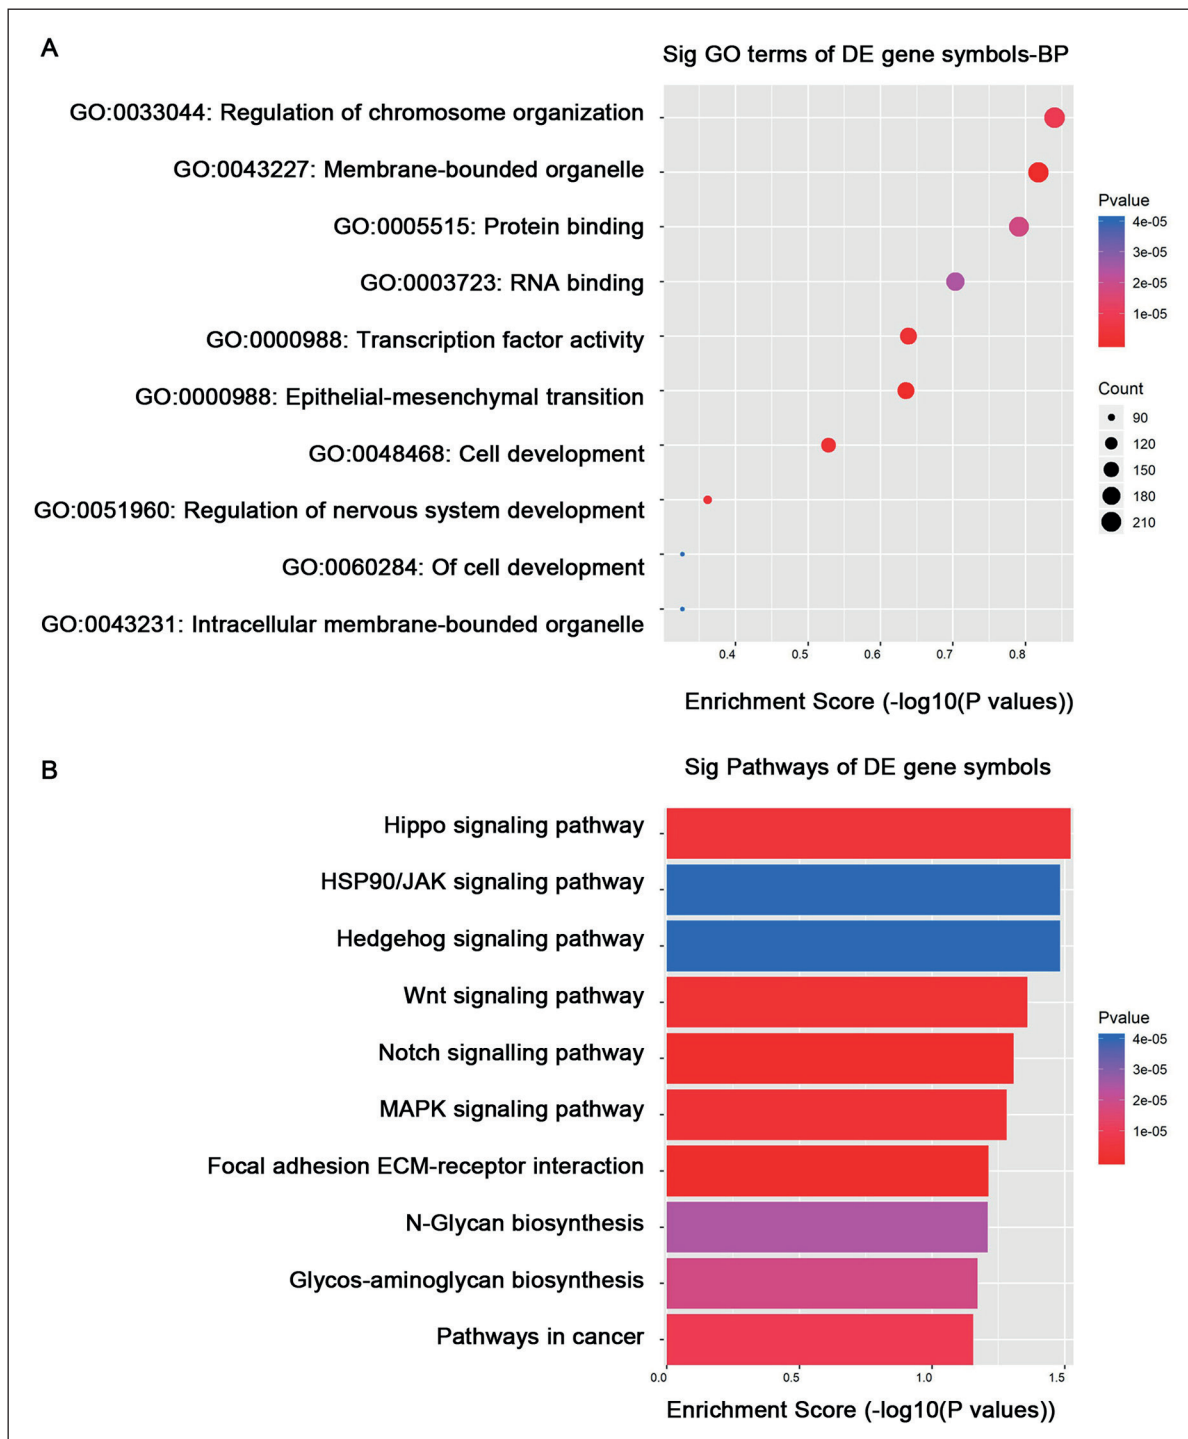 A
Sig GO terms of DE gene symbols-BP
GO:0033044: Regulation of chromosome organization
GO:0043227: Membrane-bounded organelle
GO:0005515: Protein binding
GO:0003723: RNA binding
GO:0000988: Transcription factor activity
GO:0000988: Epithelial-mesenchymal transition
GO:0048468: Cell development
GO:0051960: Regulation of nervous system development
GO:0060284: Of cell development
GO:0043231: Intracellular membrane-bounded organelle
0.4 0.5 0.6 0.7 0.8
Enrichment Score (-log10(P values))
Pvalue
4e-05
3e-05
2e-05
1e-05
Count
90
120
150
180
210
B
Sig Pathways of DE gene symbols
Hippo signaling pathway
HSP90/JAK signaling pathway
Hedgehog signaling pathway
Wnt signaling pathway
Notch signalling pathway
MAPK signaling pathway
Focal adhesion ECM-receptor interaction
N-Glycan biosynthesis
Glycos-aminoglycan biosynthesis
Pathways in cancer
0.0 0.5 1.0 1.5
Enrichment Score (-log10(P values))
Pvalue
4e-05
3e-05
2e-05
1e-05